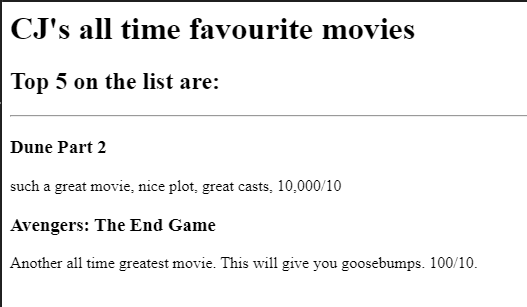 CJ's all time favourite movies
Top 5 on the list are:
Dune Part 2
such a great movie, nice plot, great casts, 10,000/10
Avengers: The End Game
Another all time greatest movie. This will give you goosebumps. 100/10.